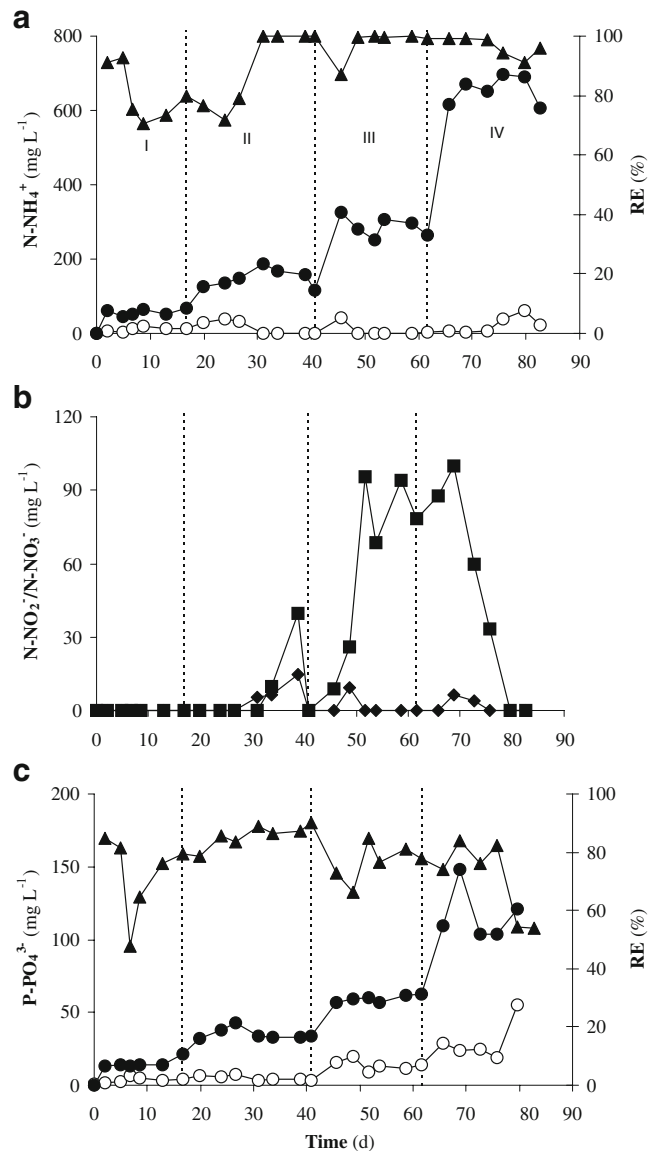 a
800
600
400
200
0
N-NH₄⁺ (mg L⁻¹)
I
II
III
IV
100
80
60
40
20
0
RE (%)
0 10 20 30 40 50 60 70 80 90
b
120
90
60
30
0
N-NO₂⁻/N-NO₃⁻ (mg L⁻¹)
0 10 20 30 40 50 60 70 80 90
c
200
150
100
50
0
P-PO₄³⁻ (mg L⁻¹)
100
80
60
40
20
0
RE (%)
0 10 20 30 40 50 60 70 80 90
Time (d)